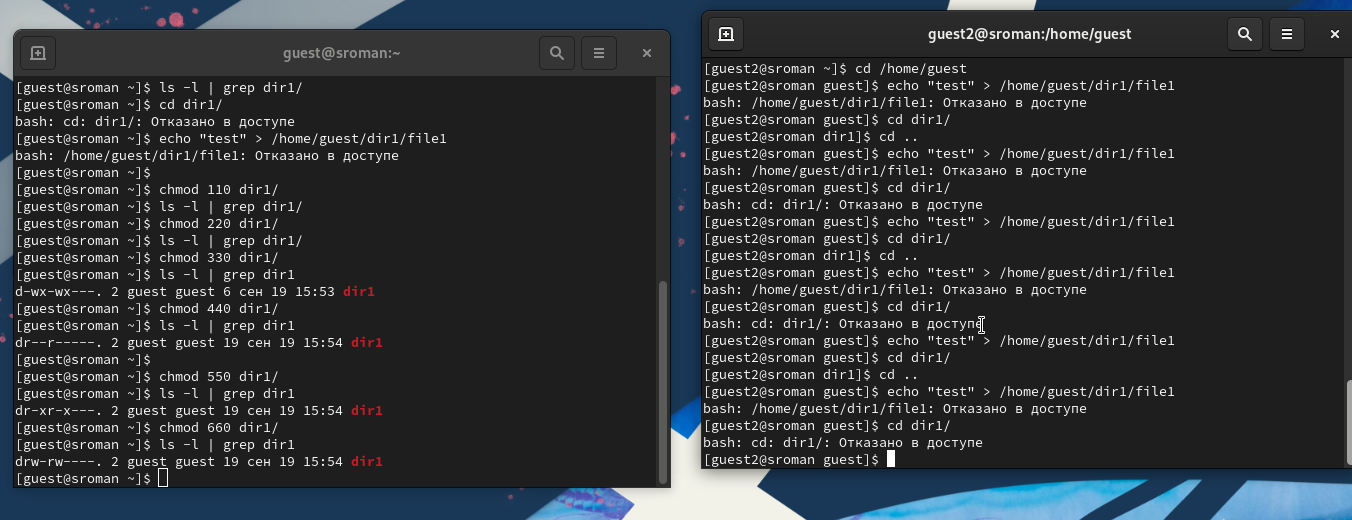 guest@sroman:~
[guest@sroman ~]$ ls -l | grep dir1/
[guest@sroman ~]$ cd dir1/
bash: cd: dir1/: Отказано в доступе
[guest@sroman ~]$ echo "test" > /home/guest/dir1/file1
bash: /home/guest/dir1/file1: Отказано в доступе
[guest@sroman ~]$
[guest@sroman ~]$ chmod 110 dir1/
[guest@sroman ~]$ ls -l | grep dir1/
[guest@sroman ~]$ chmod 220 dir1/
[guest@sroman ~]$ ls -l | grep dir1/
[guest@sroman ~]$ chmod 330 dir1/
[guest@sroman ~]$ ls -l | grep dir1
d-wx-wx---. 2 guest guest 6 сен 19 15:53 dir1
[guest@sroman ~]$ chmod 440 dir1/
[guest@sroman ~]$ ls -l | grep dir1
dr--r-----. 2 guest guest 19 сен 19 15:54 dir1
[guest@sroman ~]$
[guest@sroman ~]$ chmod 550 dir1/
[guest@sroman ~]$ ls -l | grep dir1
dr-xr-x---. 2 guest guest 19 сен 19 15:54 dir1
[guest@sroman ~]$ chmod 660 dir1/
[guest@sroman ~]$ ls -l | grep dir1
drw-rw----. 2 guest guest 19 сен 19 15:54 dir1
[guest@sroman ~]$
guest2@sroman:/home/guest
[guest2@sroman ~]$ cd /home/guest
[guest2@sroman guest]$ echo "test" > /home/guest/dir1/file1
bash: /home/guest/dir1/file1: Отказано в доступе
[guest2@sroman guest]$ cd dir1/
[guest2@sroman dir1]$ cd ..
[guest2@sroman guest]$ echo "test" > /home/guest/dir1/file1
bash: /home/guest/dir1/file1: Отказано в доступе
[guest2@sroman guest]$ cd dir1/
bash: cd: dir1/: Отказано в доступе
[guest2@sroman guest]$ echo "test" > /home/guest/dir1/file1
[guest2@sroman guest]$ cd dir1/
[guest2@sroman dir1]$ cd ..
[guest2@sroman guest]$ echo "test" > /home/guest/dir1/file1
bash: /home/guest/dir1/file1: Отказано в доступе
[guest2@sroman guest]$ cd dir1/
bash: cd: dir1/: Отказано в доступе
[guest2@sroman guest]$ echo "test" > /home/guest/dir1/file1
[guest2@sroman guest]$ cd dir1/
[guest2@sroman dir1]$ cd ..
[guest2@sroman guest]$ echo "test" > /home/guest/dir1/file1
bash: /home/guest/dir1/file1: Отказано в доступе
[guest2@sroman guest]$ cd dir1/
bash: cd: dir1/: Отказано в доступе
[guest2@sroman guest]$